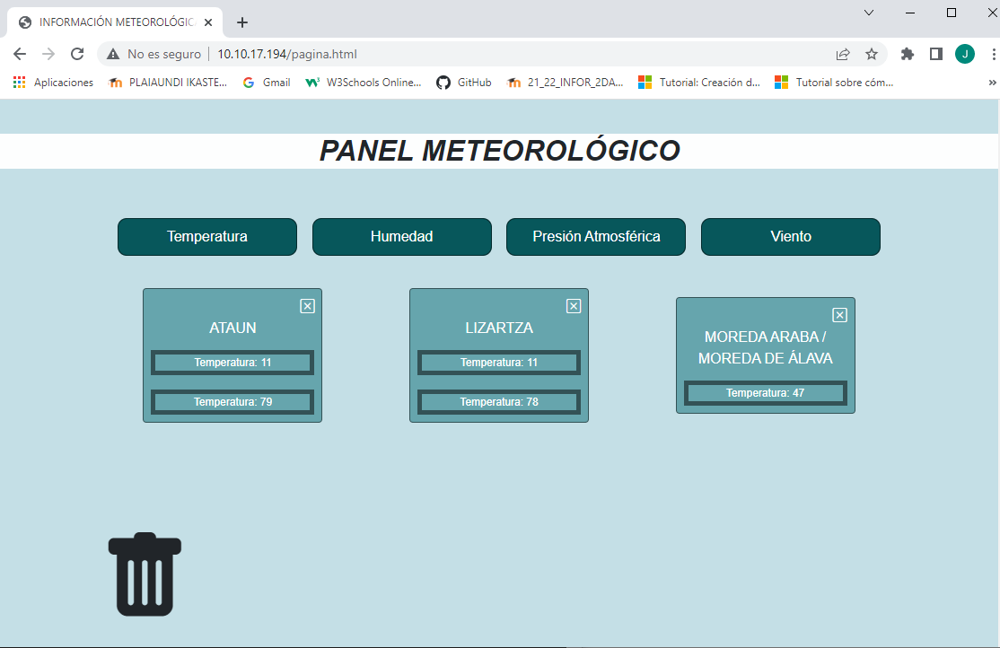 INFORMACIÓN METEOROLÓGIC
No es seguro
10.10.17.194/pagina.html
J
Aplicaciones
PLAIAUNDI IKASTE...
Gmail
W3Schools Online...
GitHub
21_22_INFOR_2DA...
Tutorial: Creación d...
Tutorial sobre cóm...
PANEL METEOROLÓGICO
Temperatura
Humedad
Presión Atmosférica
Viento
ATAUN
Temperatura: 11
Temperatura: 79
LIZARTZA
Temperatura: 11
Temperatura: 78
MOREDA ARABA /
MOREDA DE ÁLAVA
Temperatura: 47